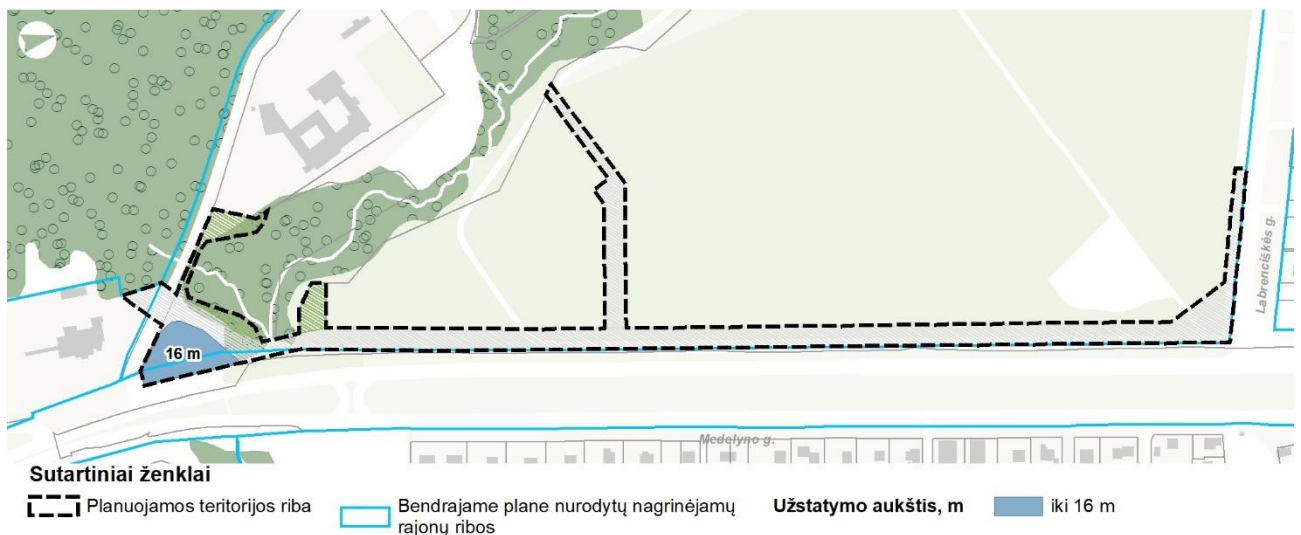 16 m
Labrenciškės g.
Medelyno g.
Sutartiniai ženklai
Planuojamos teritorijos riba
Bendrajame plane nurodytų nagrinėjamų
rajonų ribos
Užstatymo aukštis, m
iki 16 m